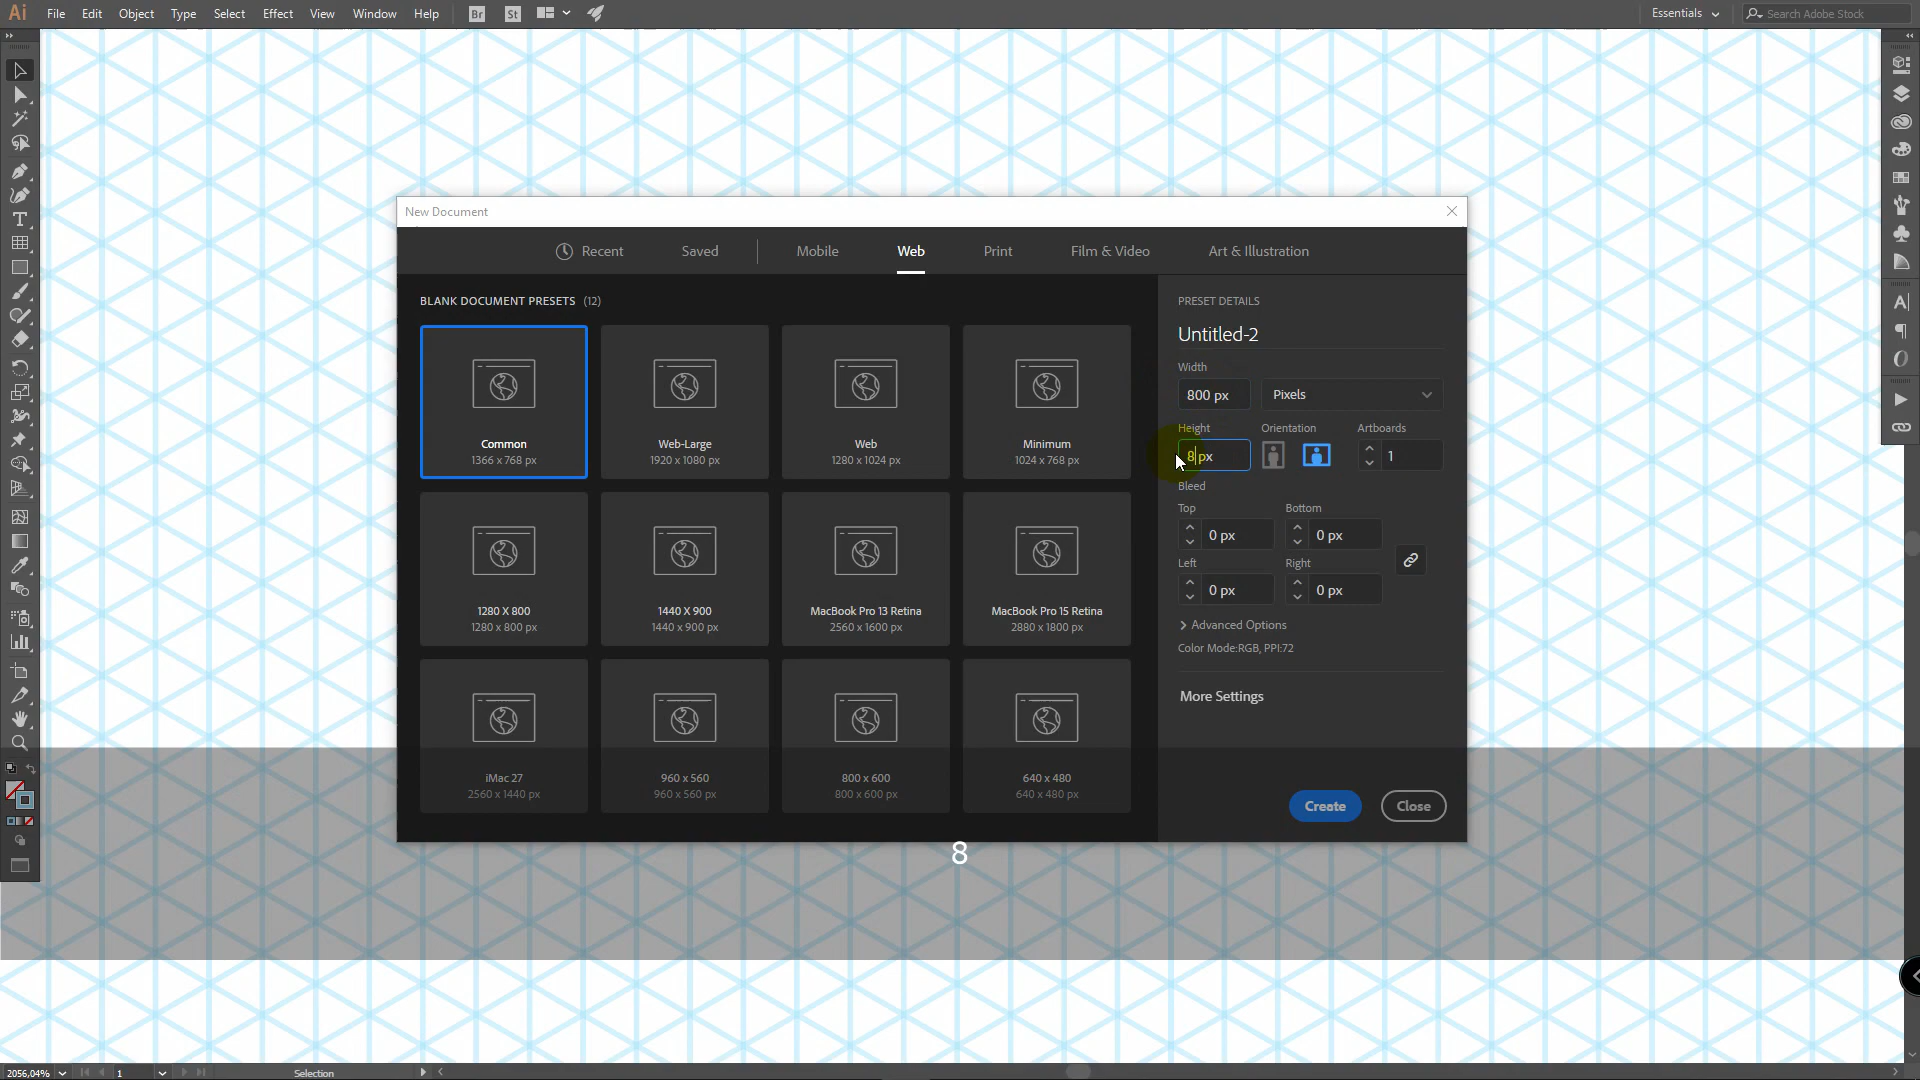 Ai File Edit Object Type Select Effect View Window Help Br St Essentials Search Adobe Stock
New Document
Recent Saved Mobile Web Print Film & Video Art & Illustration
BLANK DOCUMENT PRESETS (12)
Common
1366 x 768 px
Web-Large
1920 x 1080 px
Web
1280 x 1024 px
Minimum
1024 x 768 px
1280 X 800
1280 x 800 px
1440 X 900
1440 x 900 px
MacBook Pro 13 Retina
2560 x 1600 px
MacBook Pro 15 Retina
2880 x 1800 px
iMac 27
2560 x 1440 px
960 x 560
960 x 560 px
800 x 600
800 x 600 px
640 x 480
640 x 480 px
PRESET DETAILS
Untitled-2
Width
800 px Pixels
Height Orientation Artboards
8 px 1
Bleed
Top Bottom
0 px 0 px
Left Right
0 px 0 px
> Advanced Options
Color Mode:RGB, PPI:72
More Settings
Create Close
8
2056,04% 1 Selection